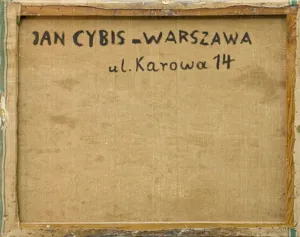 JAN CYBIS - WARSZAWA
ul. Karowa 14